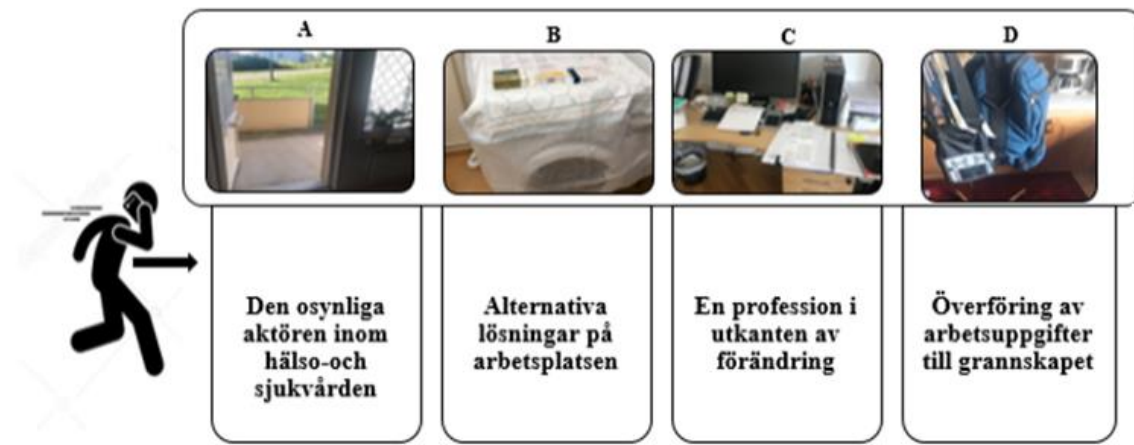 A
B
C
D
Den osynliga
aktören inom
hälso-och
sjukvården
Alternativa
lösningar på
arbetsplatsen
En profession i
utkanten av
förändring
Överföring av
arbetsuppgifter
till grannskapet